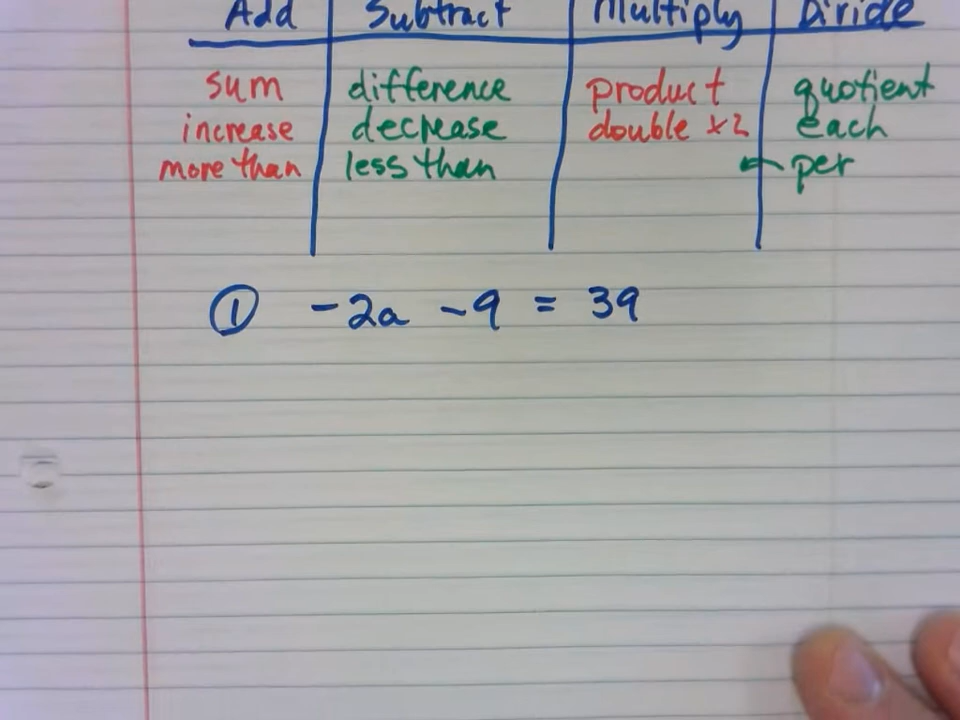 Add Subtract Multiply Divide
sum difference product quotient
increase decrease double x2 each
more than less than ← per
① -2a - 9 = 39